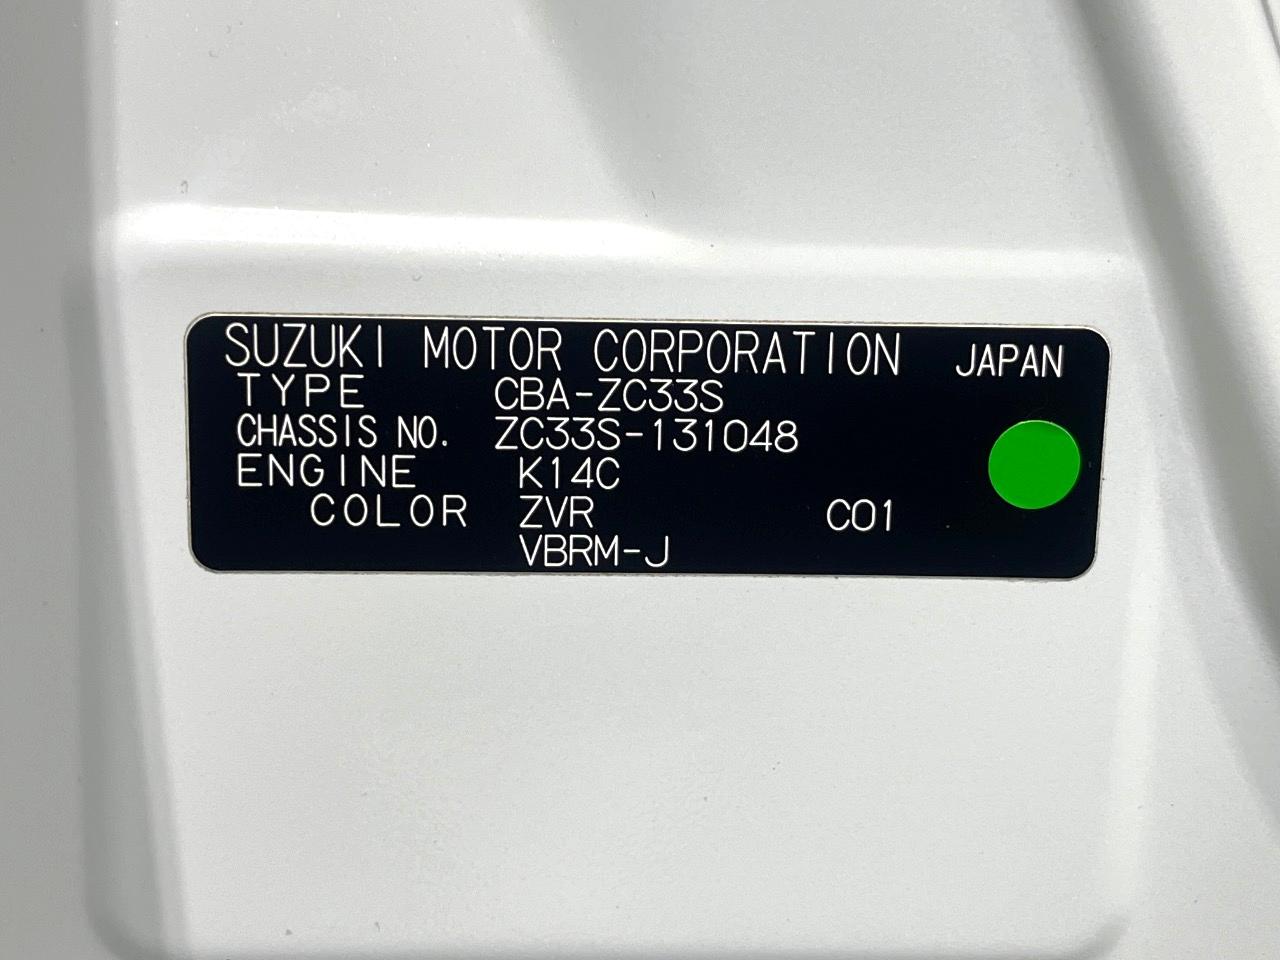 SUZUKI MOTOR CORPORATION JAPAN
TYPE CBA-ZC33S
CHASSIS NO. ZC33S-131048
ENGINE K14C
COLOR ZVR C01
VBRM-J